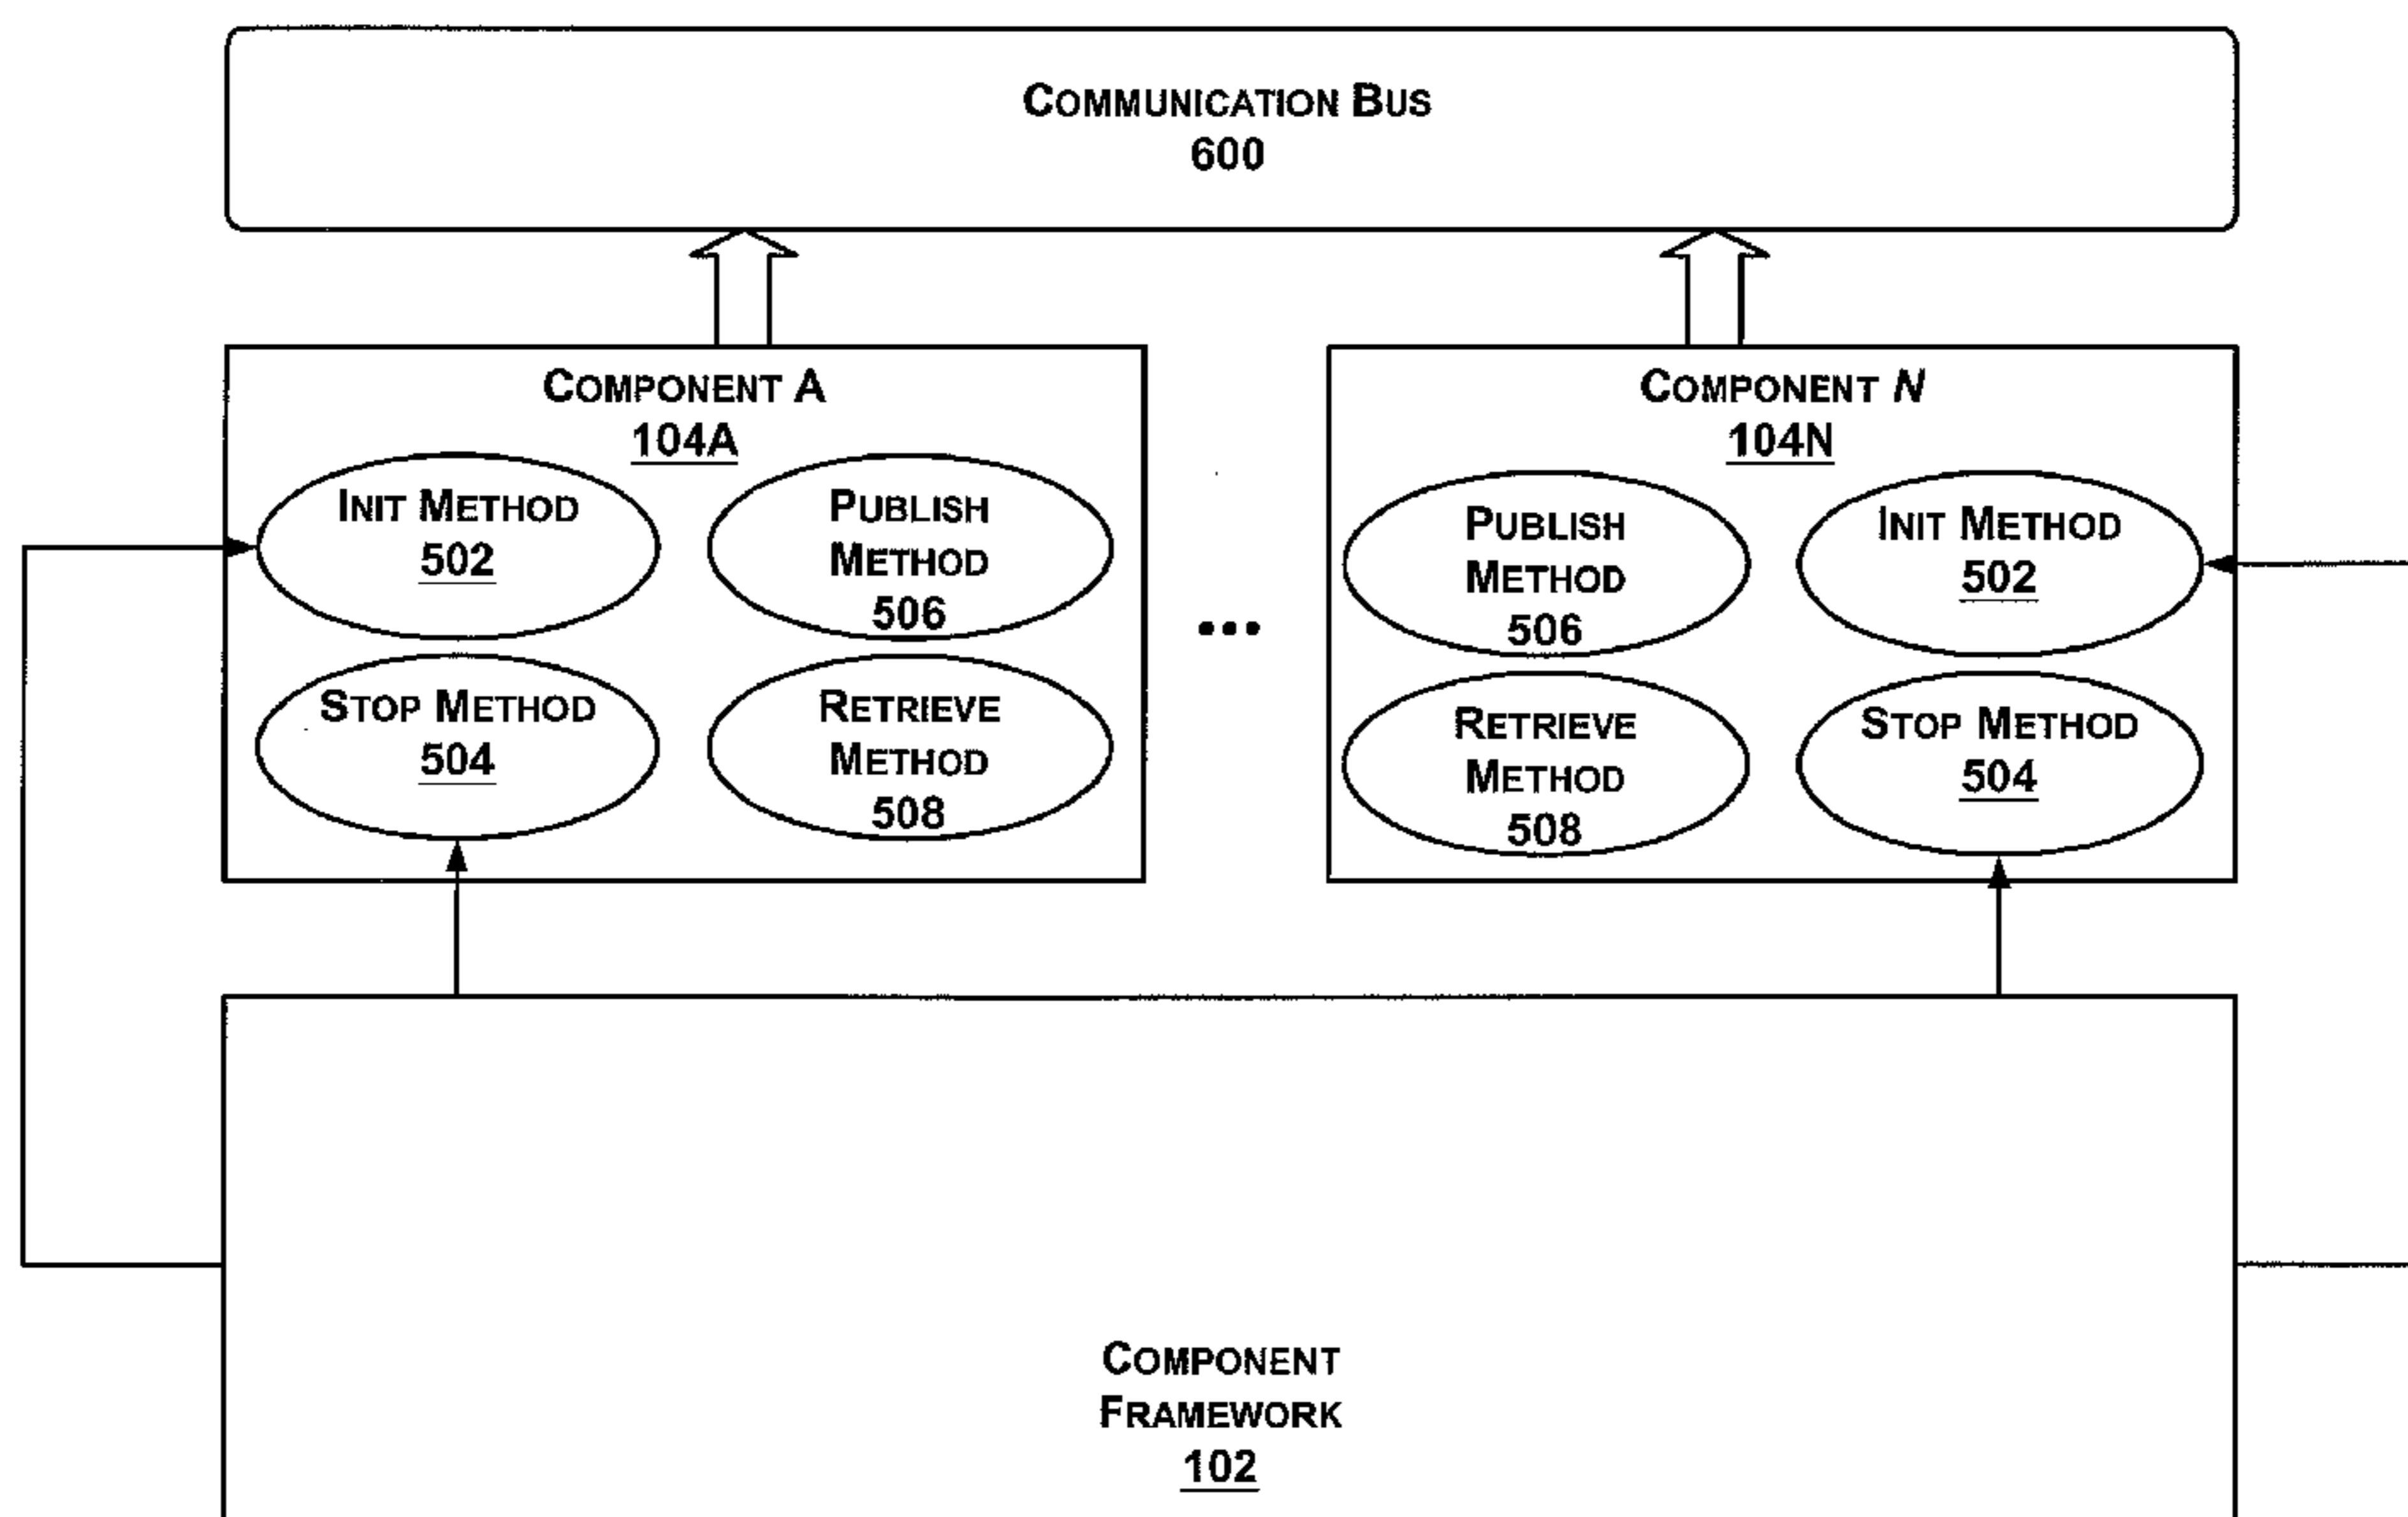 COMMUNICATION BUS
600
COMPONENT A
104A
INIT METHOD
502
PUBLISH
METHOD
506
STOP METHOD
504
RETRIEVE
METHOD
508
...
COMPONENT N
104N
PUBLISH
METHOD
506
INIT METHOD
502
RETRIEVE
METHOD
508
STOP METHOD
504
COMPONENT
FRAMEWORK
102